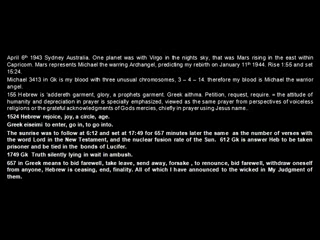 April 6th 1943 Sydney Australia. One planet was with Virgo in the nights sky, that was Mars rising in the east within
Capricorn. Mars represents Michael the warring Archangel, predicting my rebirth on January 11th 1944. Rise 1:55 and set
15:24.
Michael 3413 in Gk is my blood with three unusual chromosomes, 3 – 4 – 14. therefore my blood is Michael the warrior
angel.
155 Hebrew is 'addereth garment, glory, a prophets garment. Greek aithma. Petition, request, require. = the attitude of
humanity and depreciation in prayer is specially emphasized, viewed as the same prayer from perspectives of voiceless
religions or the grateful acknowledgments of Gods mercies, chiefly in prayer using Jesus name.
1524 Hebrew rejoice, joy, a circle, age.
Greek eiseimi to enter, go in, to go into.
The sunrise was to follow at 6:12 and set at 17:49 for 657 minutes later the same as the number of verses with
the word Lord in the New Testament, and the nuclear fusion rate of the Sun. 612 Gk is answer Heb to be taken
prisoner and be tied in the bonds of Lucifer.
1749 Gk Truth silently lying in wait in ambush.
657 in Greek means to bid farewell, take leave, send away, forsake , to renounce, bid farewell, withdraw oneself
from anyone, Hebrew is ceasing, end, finality. All of which I have announced to the wicked in My Judgment of
them.